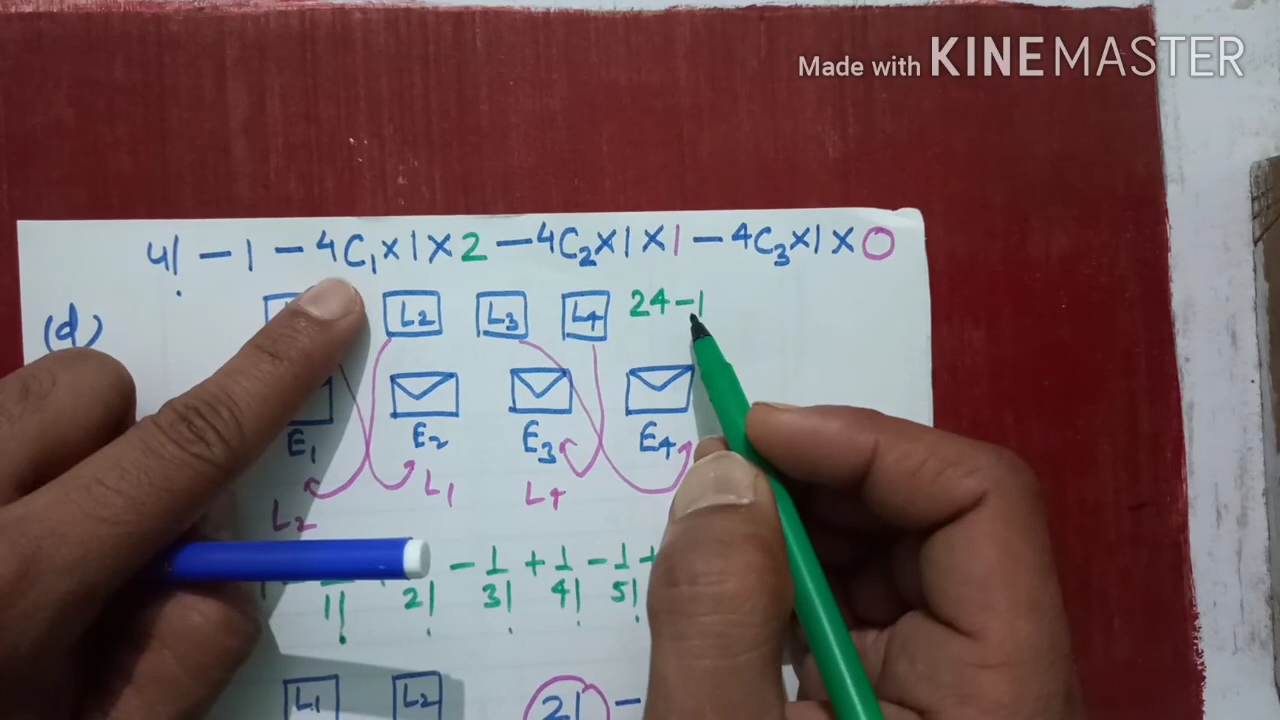 Made with KINEMASTER
4! - 1 - 4C₁×1×2 - 4C₂×1×1 - 4C₃×1×0
(d) L2 L3 L4 24-1
E₁ E₂ E₃ E₄
L₂ L₁ L₄
1! 2! - 1/3! + 1/4! - 1/5! +
L₁ L₂ 2! -